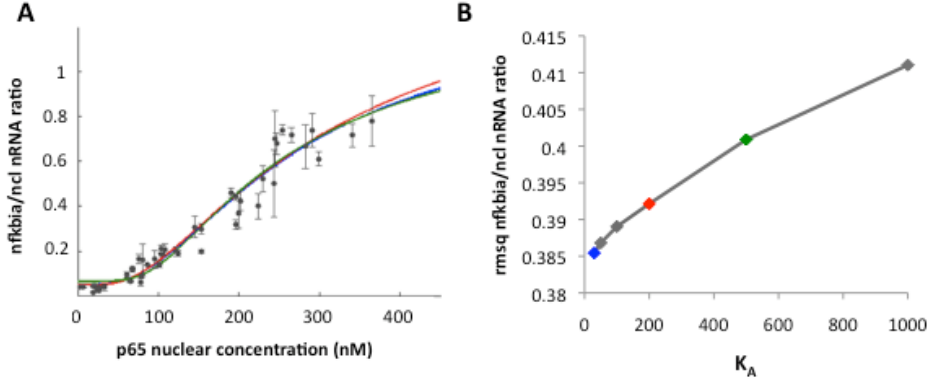 A
nfkbia/ncl nRNA ratio
1
0.8
0.6
0.4
0.2
0 100 200 300 400
p65 nuclear concentration (nM)
B
rmsq nfkbia/ncl nRNA ratio
0.415
0.41
0.405
0.4
0.395
0.39
0.385
0.38
0 200 400 600 800 1000
K_A